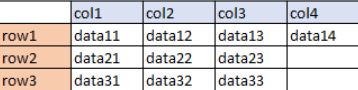 col1 col2 col3 col4
row1 data11 data12 data13 data14
row2 data21 data22 data23
row3 data31 data32 data33